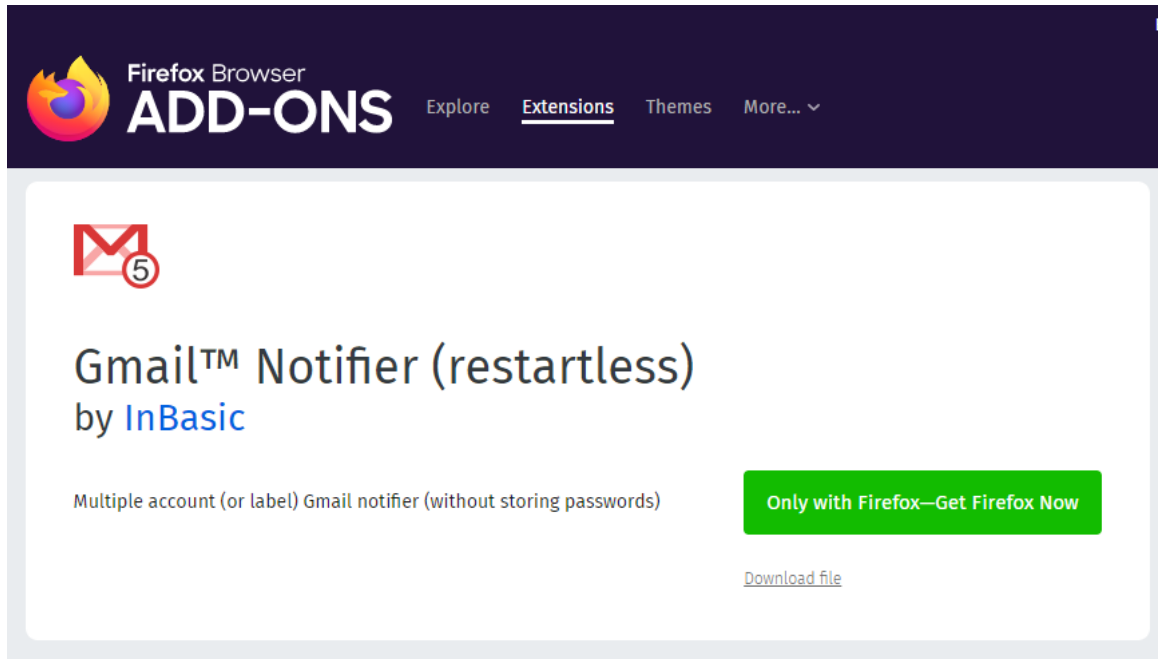 Firefox Browser
ADD-ONS
Explore Extensions Themes More...
5
Gmail™ Notifier (restartless)
by InBasic
Multiple account (or label) Gmail notifier (without storing passwords)
Only with Firefox—Get Firefox Now
Download file